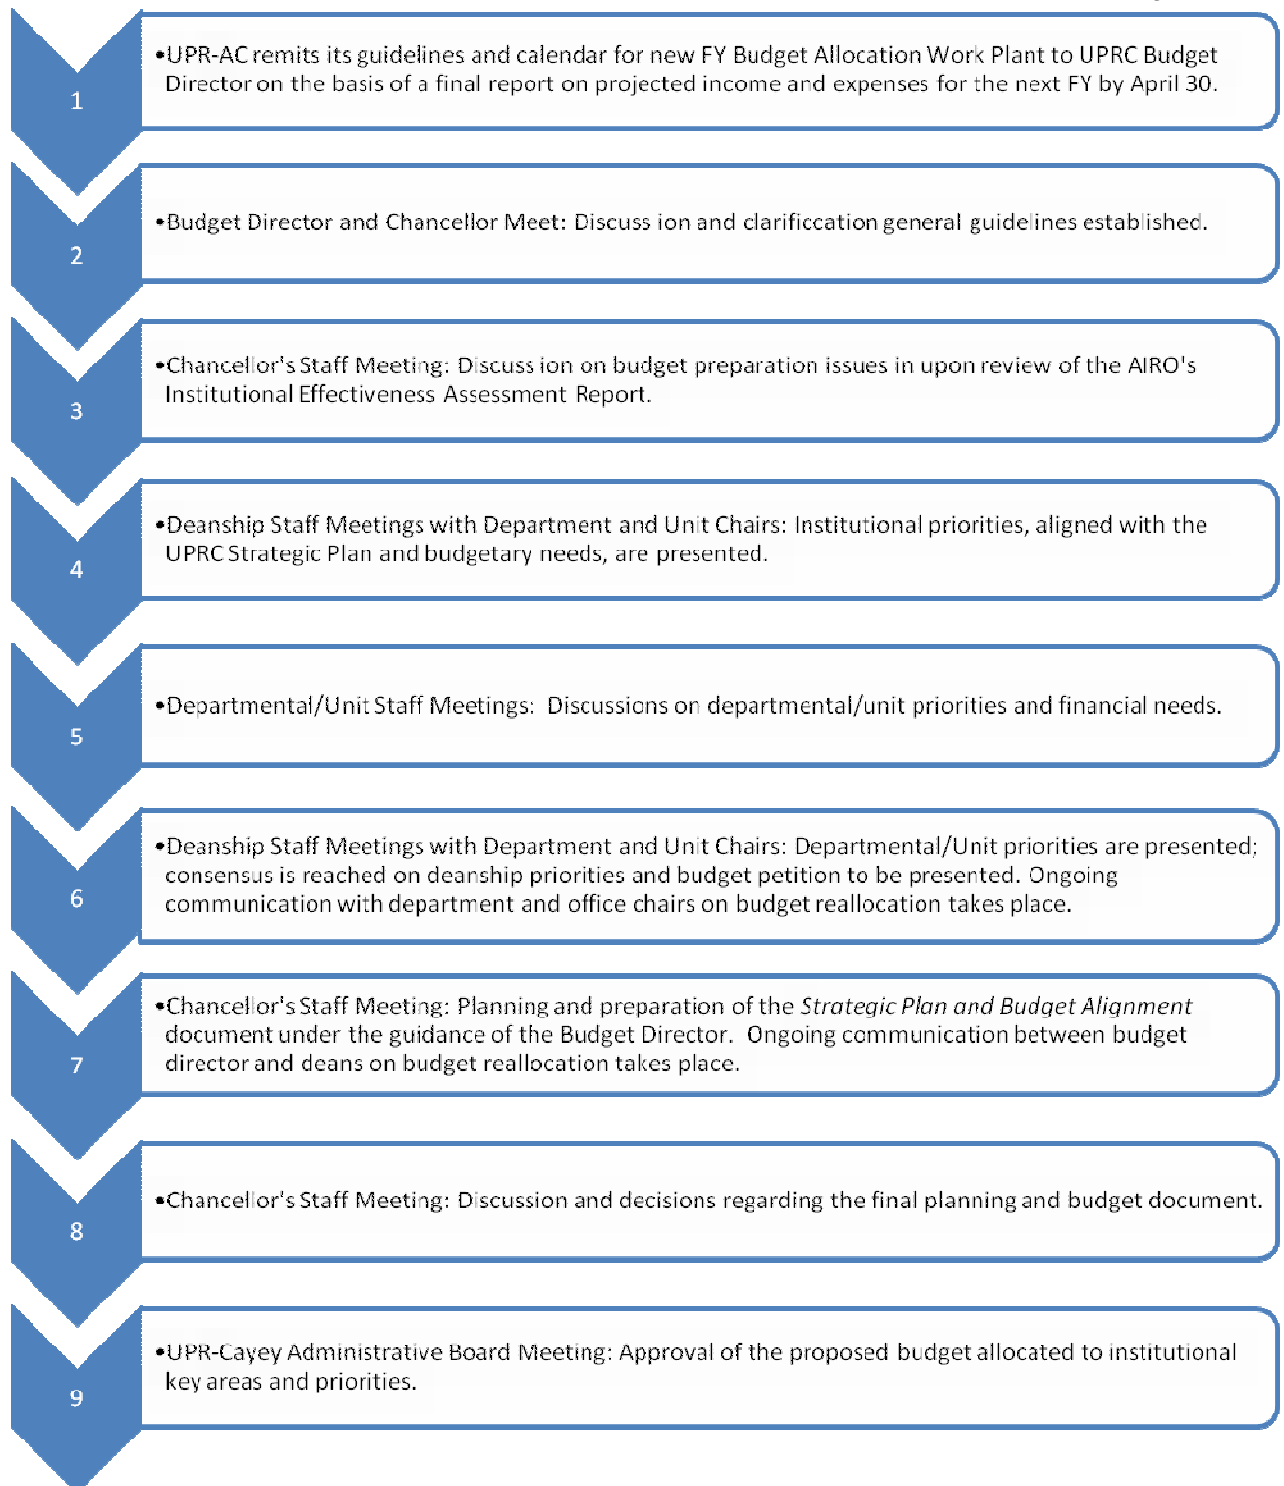 1
•UPR-AC remits its guidelines and calendar for new FY Budget Allocation Work Plant to UPRC Budget
Director on the basis of a final report on projected income and expenses for the next FY by April 30.
2
•Budget Director and Chancellor Meet: Discuss ion and clarificcation general guidelines established.
3
•Chancellor's Staff Meeting: Discuss ion on budget preparation issues in upon review of the AIRO's
Institutional Effectiveness Assessment Report.
4
•Deanship Staff Meetings with Department and Unit Chairs: Institutional priorities, aligned with the
UPRC Strategic Plan and budgetary needs, are presented.
5
•Departmental/Unit Staff Meetings:  Discussions on departmental/unit priorities and financial needs.
6
•Deanship Staff Meetings with Department and Unit Chairs: Departmental/Unit priorities are presented;
consensus is reached on deanship priorities and budget petition to be presented. Ongoing
communication with department and office chairs on budget reallocation takes place.
7
•Chancellor's Staff Meeting: Planning and preparation of the Strategic Plan and Budget Alignment
document under the guidance of the Budget Director.  Ongoing communication between budget
director and deans on budget reallocation takes place.
8
•Chancellor's Staff Meeting: Discussion and decisions regarding the final planning and budget document.
9
•UPR-Cayey Administrative Board Meeting: Approval of the proposed budget allocated to institutional
key areas and priorities.